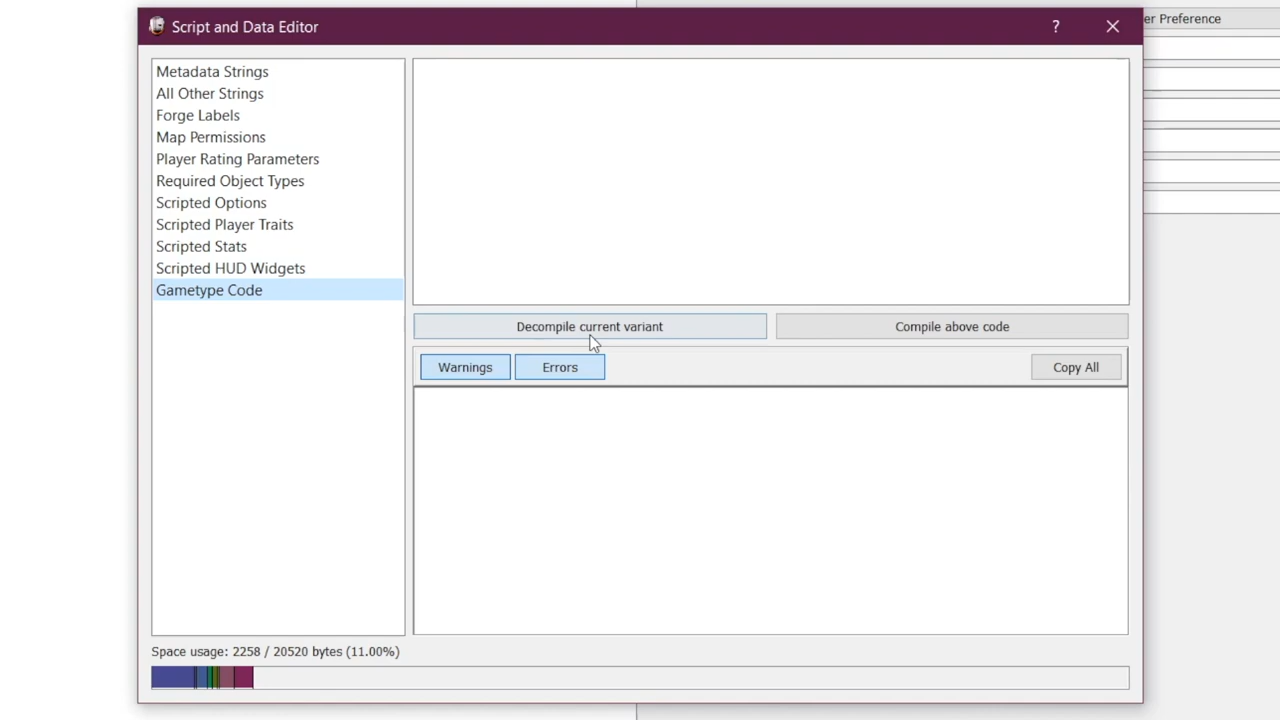 Script and Data Editor
?
er Preference
Metadata Strings
All Other Strings
Forge Labels
Map Permissions
Player Rating Parameters
Required Object Types
Scripted Options
Scripted Player Traits
Scripted Stats
Scripted HUD Widgets
Gametype Code
Decompile current variant
Compile above code
Warnings
Errors
Copy All
Space usage: 2258 / 20520 bytes (11.00%)